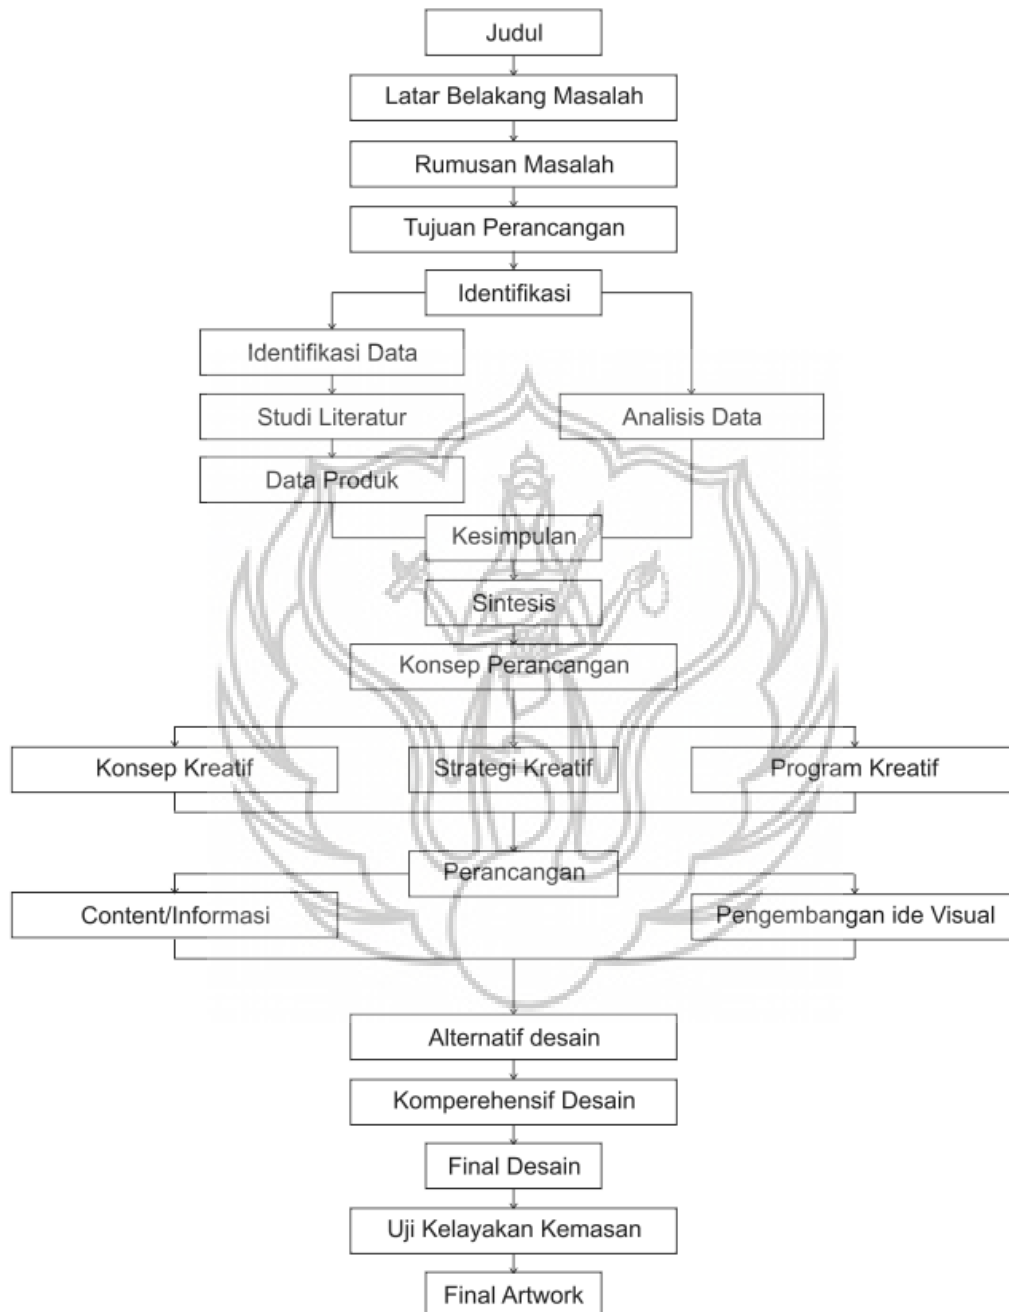 Judul
Latar Belakang Masalah
Rumusan Masalah
Tujuan Perancangan
Identifikasi
Identifikasi Data
Studi Literatur
Analisis Data
Data Produk
Kesimpulan
Sintesis
Konsep Perancangan
Konsep Kreatif
Strategi Kreatif
Program Kreatif
Perancangan
Content/Informasi
Pengembangan ide Visual
Alternatif desain
Komperehensif Desain
Final Desain
Uji Kelayakan Kemasan
Final Artwork